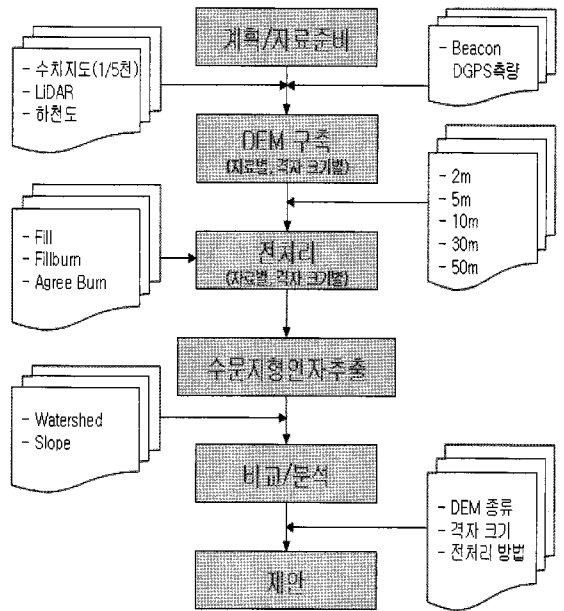 계획/자료준비
- 수치지도(1/5천)
- LiDAR
- 하천도
- Beacon
DGPS측량
DEM 구축
(자료별, 격자 크기별)
- 2m
- 5m
- 10m
- 30m
- 50m
- Fill
- Fillburn
- Agree Burn
전처리
(자료별, 격자 크기별)
수문지형인자추출
- Watershed
- Slope
비교/분석
- DEM 종류
- 격자 크기
- 전처리 방법
제안